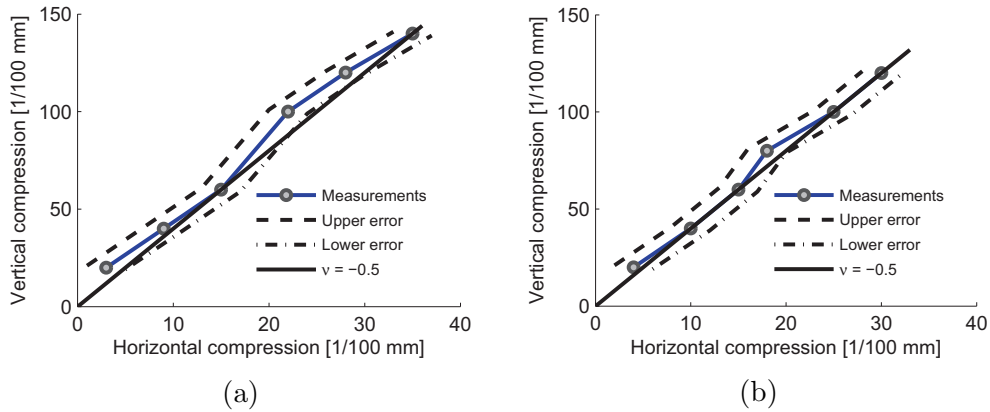 150
100
50
0
0
10
20
30
40
Vertical compression [1/100 mm]
Horizontal compression [1/100 mm]
Measurements
Upper error
Lower error
ν = −0.5
(a)
150
100
50
0
0
10
20
30
40
Vertical compression [1/100 mm]
Horizontal compression [1/100 mm]
Measurements
Upper error
Lower error
ν = −0.5
(b)